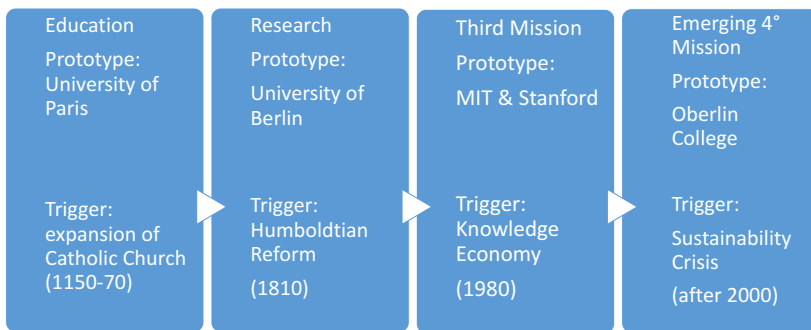 Education
Prototype:
University of
Paris
Trigger:
expansion of
Catholic Church
(1150-70)
Research
Prototype:
University of
Berlin
Trigger:
Humboldtian
Reform
(1810)
Third Mission
Prototype:
MIT & Stanford
Trigger:
Knowledge
Economy
(1980)
Emerging 4°
Mission
Prototype:
Oberlin
College
Trigger:
Sustainability
Crisis
(after 2000)